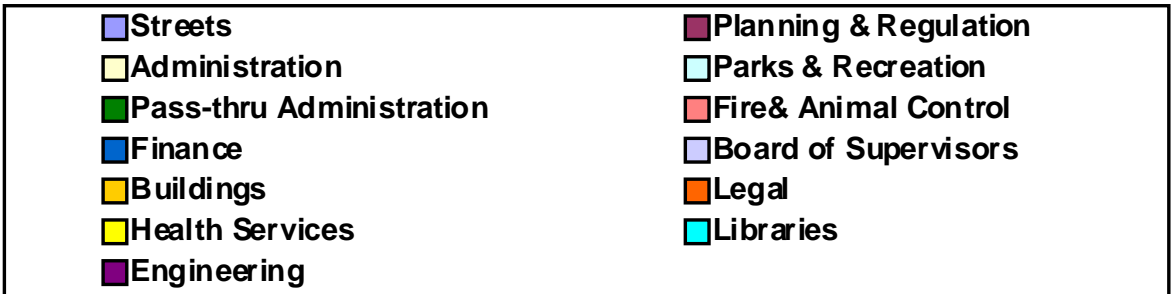 Streets
Planning & Regulation
Administration
Parks & Recreation
Pass-thru Administration
Fire& Animal Control
Finance
Board of Supervisors
Buildings
Legal
Health Services
Libraries
Engineering